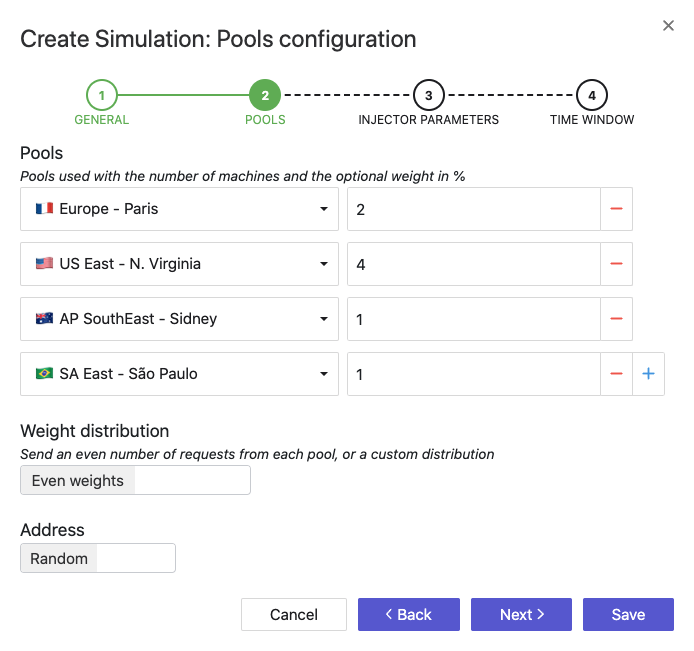 Create Simulation: Pools configuration
1 2 3 4
GENERAL POOLS INJECTOR PARAMETERS TIME WINDOW
Pools
Pools used with the number of machines and the optional weight in %
Europe - Paris 2
US East - N. Virginia 4
AP SouthEast - Sidney 1
SA East - São Paulo 1
Weight distribution
Send an even number of requests from each pool, or a custom distribution
Even weights
Address
Random
Cancel Back Next Save